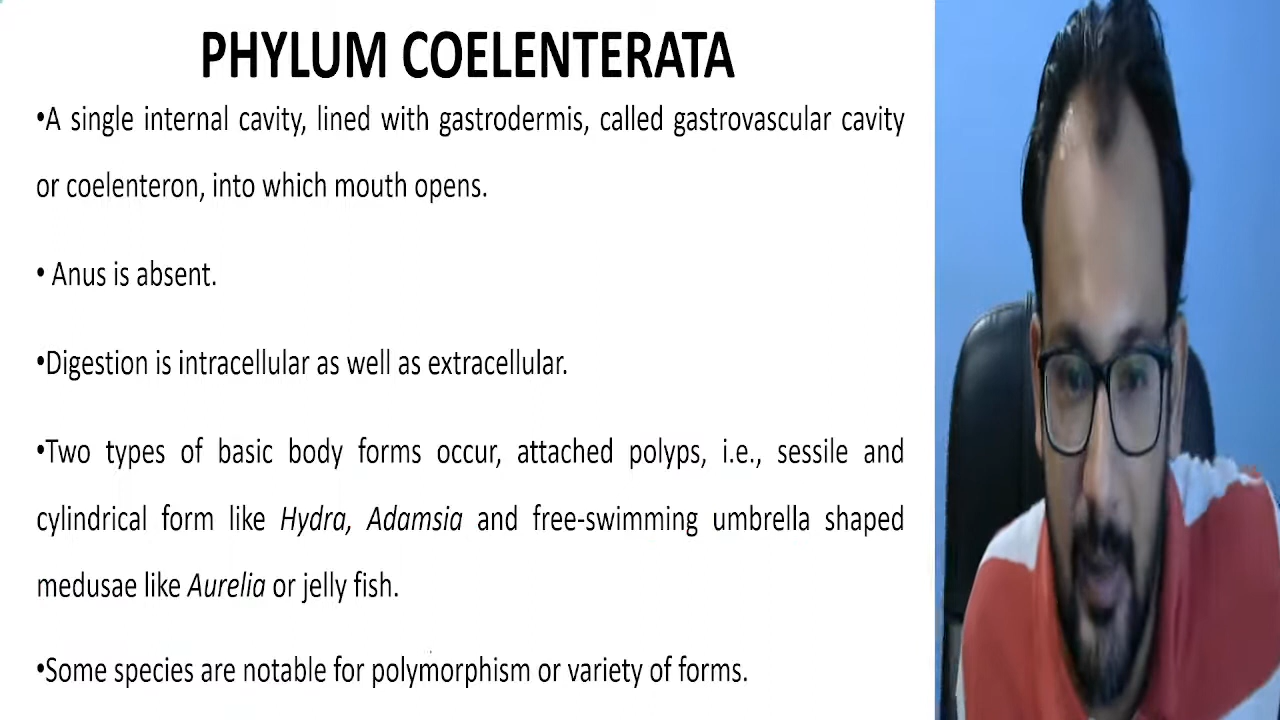 PHYLUM COELENTERATA
•A single internal cavity, lined with gastrodermis, called gastrovascular cavity
or coelenteron, into which mouth opens.
• Anus is absent.
•Digestion is intracellular as well as extracellular.
•Two types of basic body forms occur, attached polyps, i.e., sessile and
cylindrical form like Hydra, Adamsia and free-swimming umbrella shaped
medusae like Aurelia or jelly fish.
•Some species are notable for polymorphism or variety of forms.